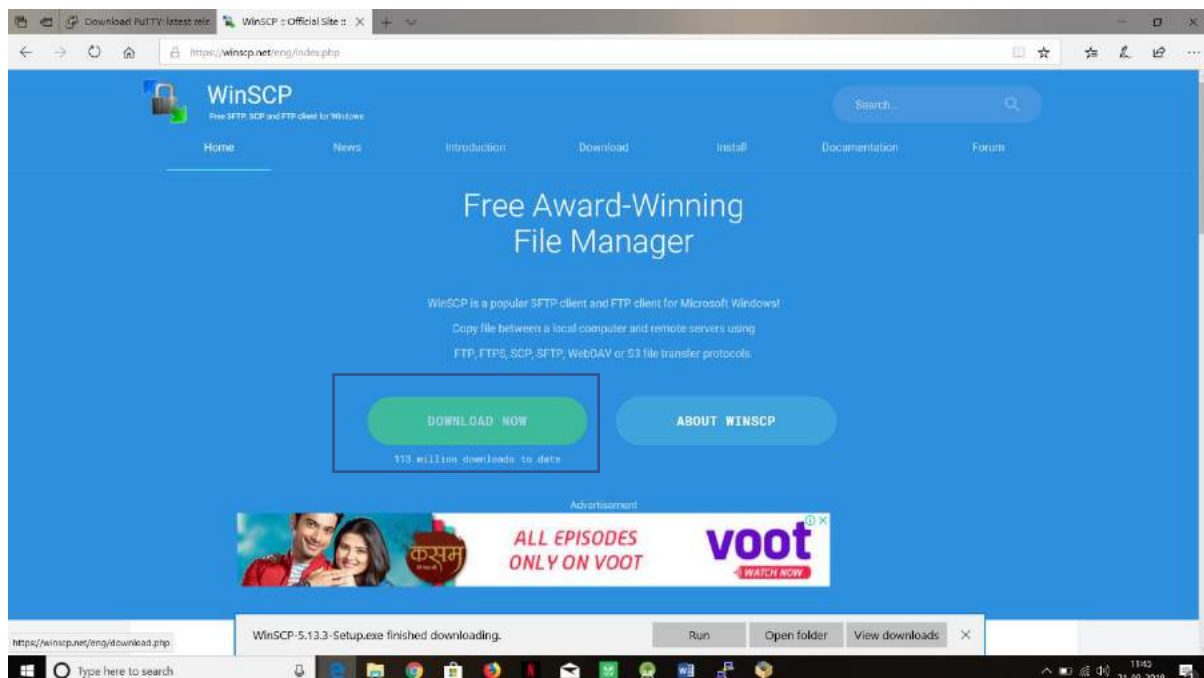 Download PuTTY: latest rele
WinSCP :: Official Site ::
https://winscp.net/eng/index.php
WinSCP
Free SFTP, SCP and FTP client for Windows
Search...
Home News Introduction Download Install Documentation Forum
Free Award-Winning
File Manager
WinSCP is a popular SFTP client and FTP client for Microsoft Windows!
Copy file between a local computer and remote servers using
FTP, FTPS, SCP, SFTP, WebDAV or S3 file transfer protocols.
DOWNLOAD NOW
ABOUT WINSCP
113 million downloads to date
Advertisement
कसम
ALL EPISODES
ONLY ON VOOT
voot
WATCH NOW
WinSCP-5.13.3-Setup.exe finished downloading.
Run
Open folder
View downloads
https://winscp.net/eng/download.php
Type here to search
11:45